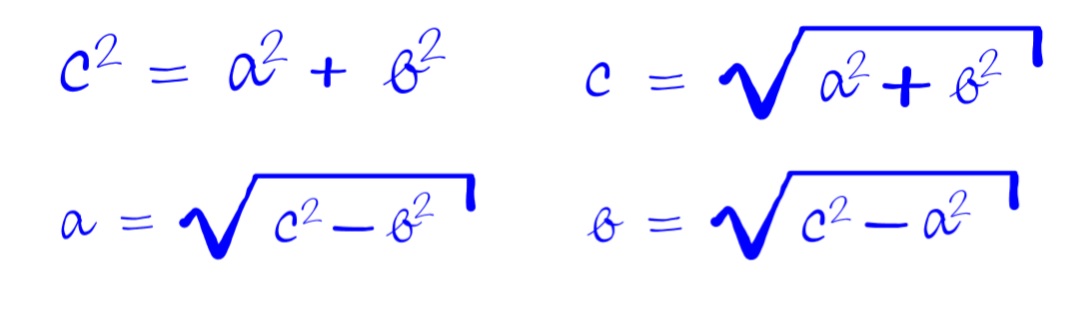 c² = a² + b² c = √(a² + b²)
a = √(c² − b²) b = √(c² − a²)